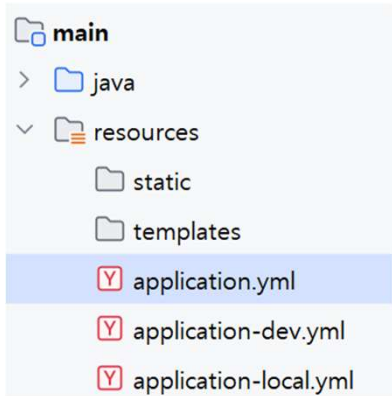 main
java
resources
static
templates
Y application.yml
Y application-dev.yml
Y application-local.yml